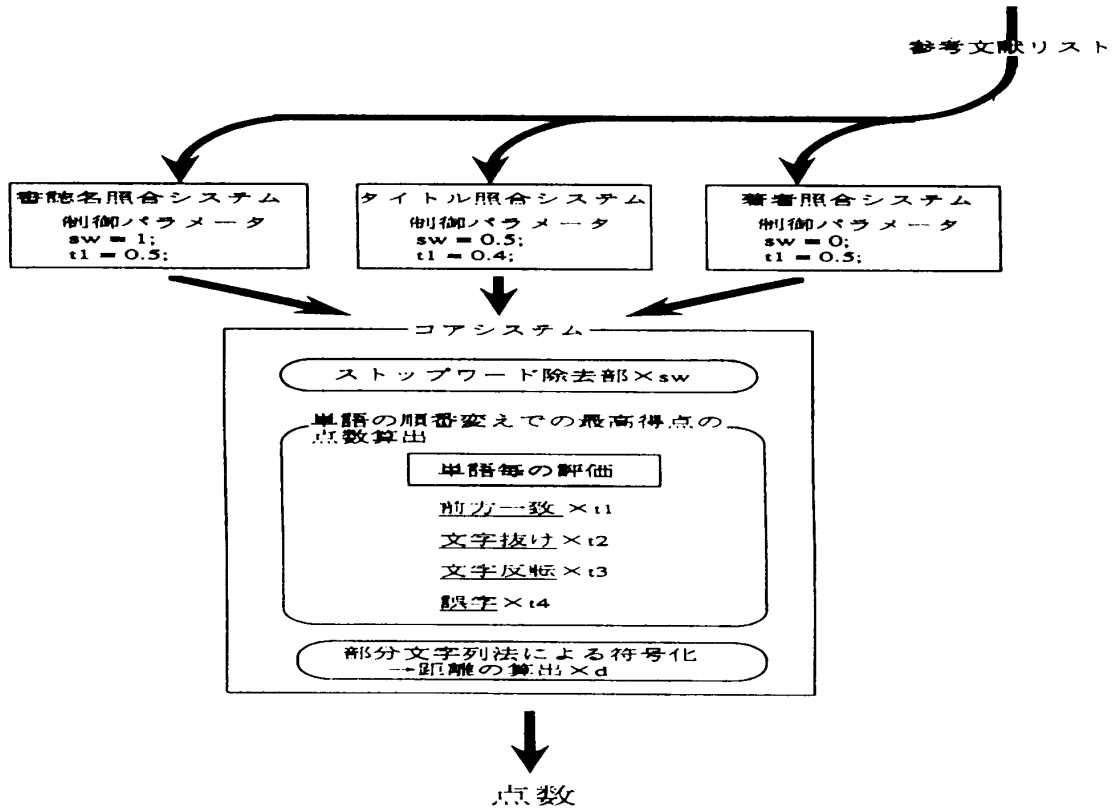 参考文献リスト
書誌名照合システム
制御パラメータ
sw = 1;
t1 = 0.5;
タイトル照合システム
制御パラメータ
sw = 0.5;
t1 = 0.4;
著者照合システム
制御パラメータ
sw = 0;
t1 = 0.5;
コアシステム
ストップワード除去部×sw
単語の順番変えでの最高得点の
点数算出
単語毎の評価
前方一致×t1
文字抜け×t2
文字反転×t3
誤字×t4
部分文字列法による符号化
→距離の算出×d
点数